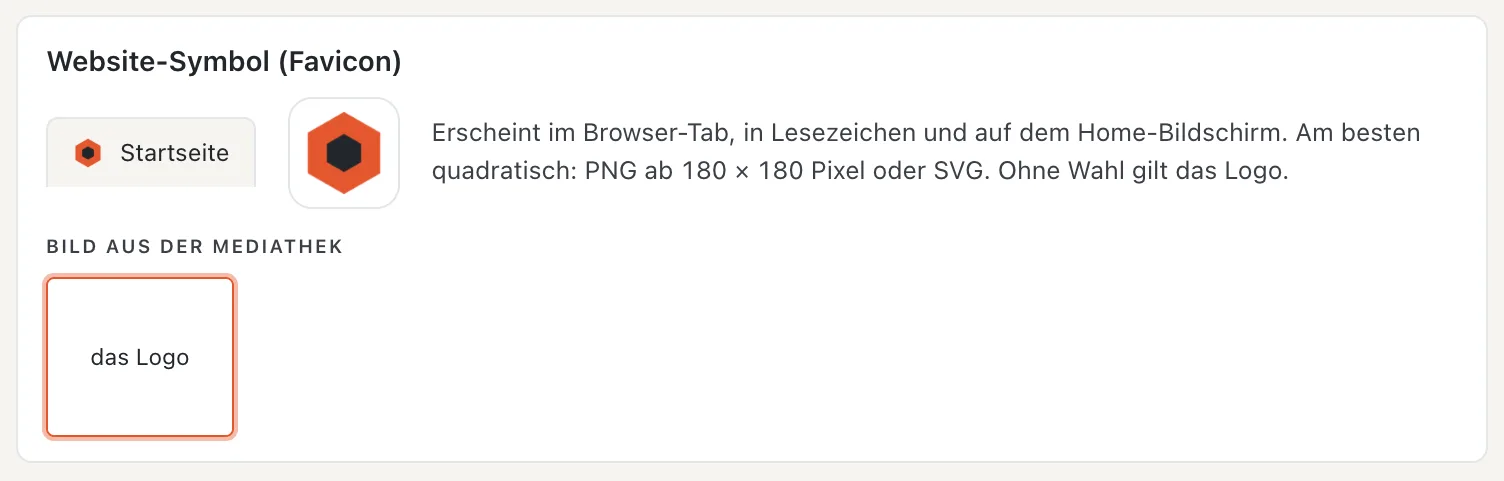 Website-Symbol (Favicon)
Startseite
Erscheint im Browser-Tab, in Lesezeichen und auf dem Home-Bildschirm. Am besten
quadratisch: PNG ab 180 × 180 Pixel oder SVG. Ohne Wahl gilt das Logo.
BILD AUS DER MEDIATHEK
das Logo